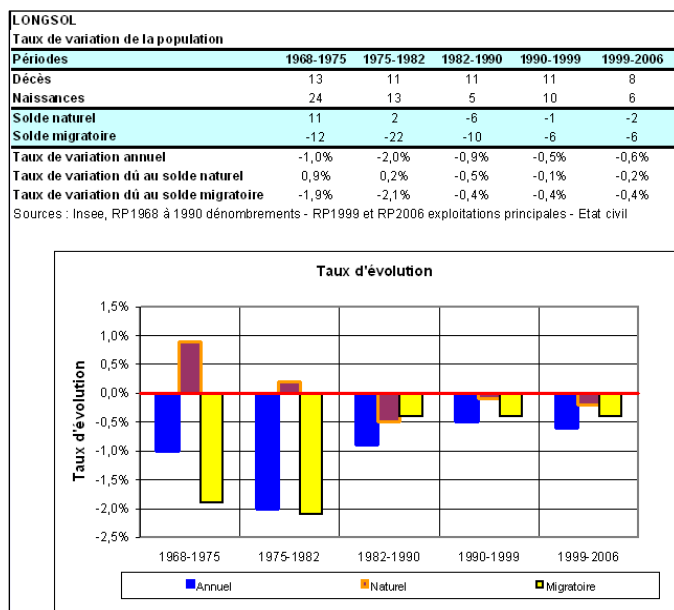 LONGSOL
Taux de variation de la population
Périodes 1968-1975 1975-1982 1982-1990 1990-1999 1999-2006
Décès 13 11 11 11 8
Naissances 24 13 5 10 6
Solde naturel 11 2 -6 -1 -2
Solde migratoire -12 -22 -10 -6 -6
Taux de variation annuel -1,0% -2,0% -0,9% -0,5% -0,6%
Taux de variation dû au solde naturel 0,9% 0,2% -0,5% -0,1% -0,2%
Taux de variation dû au solde migratoire -1,9% -2,1% -0,4% -0,4% -0,4%
Sources : Insee, RP1968 à 1990 dénombrements - RP1999 et RP2006 exploitations principales - Etat civil
Taux d'évolution
1,5%
1,0%
0,5%
0,0%
-0,5%
-1,0%
-1,5%
-2,0%
-2,5%
Taux d'évolution
1968-1975 1975-1982 1982-1990 1990-1999 1999-2006
Annuel Naturel Migratoire